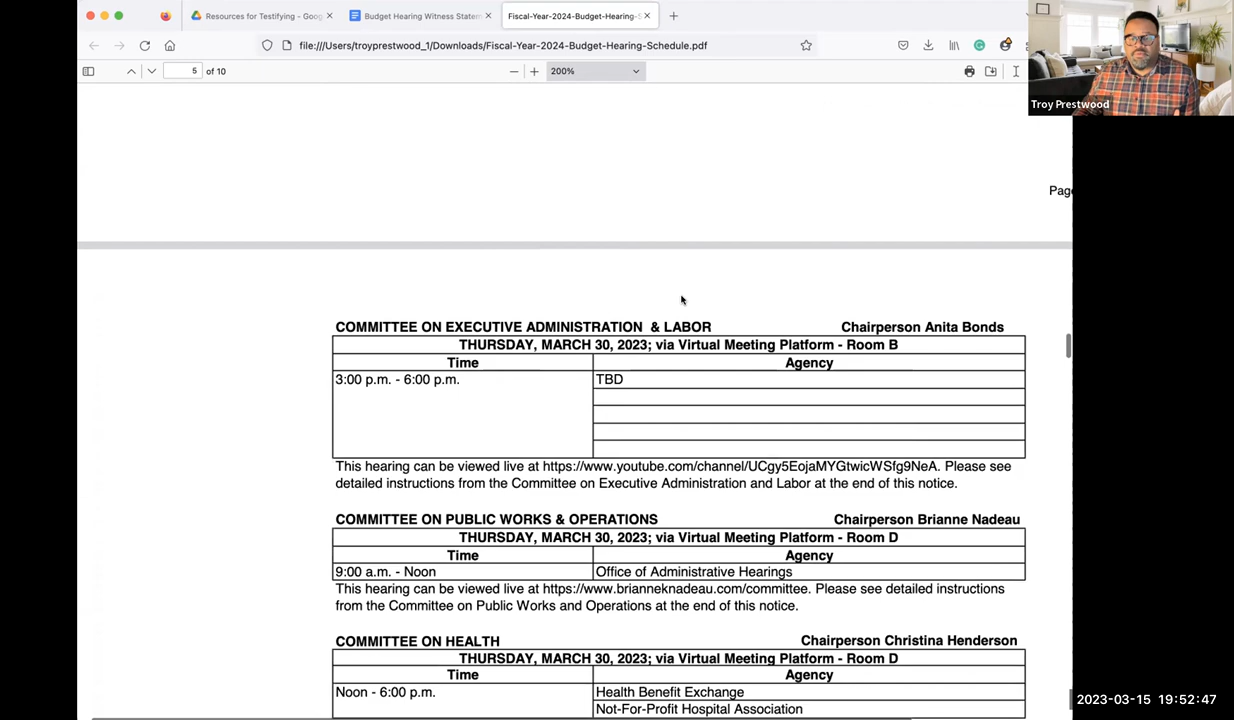 Resources for Testifying - Goog
Budget Hearing Witness Statem
Fiscal-Year-2024-Budget-Hearing-S
file:///Users/troyprestwood_1/Downloads/Fiscal-Year-2024-Budget-Hearing-Schedule.pdf
5 of 10
200%
Troy Prestwood
Page
COMMITTEE ON EXECUTIVE ADMINISTRATION & LABOR Chairperson Anita Bonds
THURSDAY, MARCH 30, 2023; via Virtual Meeting Platform - Room B
Time Agency
3:00 p.m. - 6:00 p.m. TBD
This hearing can be viewed live at https://www.youtube.com/channel/UCgy5EojaMYGtwicWSfg9NeA. Please see
detailed instructions from the Committee on Executive Administration and Labor at the end of this notice.
COMMITTEE ON PUBLIC WORKS & OPERATIONS Chairperson Brianne Nadeau
THURSDAY, MARCH 30, 2023; via Virtual Meeting Platform - Room D
Time Agency
9:00 a.m. - Noon Office of Administrative Hearings
This hearing can be viewed live at https://www.brianneknadeau.com/committee. Please see detailed instructions
from the Committee on Public Works and Operations at the end of this notice.
COMMITTEE ON HEALTH Chairperson Christina Henderson
THURSDAY, MARCH 30, 2023; via Virtual Meeting Platform - Room D
Time Agency
Noon - 6:00 p.m. Health Benefit Exchange
Not-For-Profit Hospital Association
2023-03-15 19:52:47